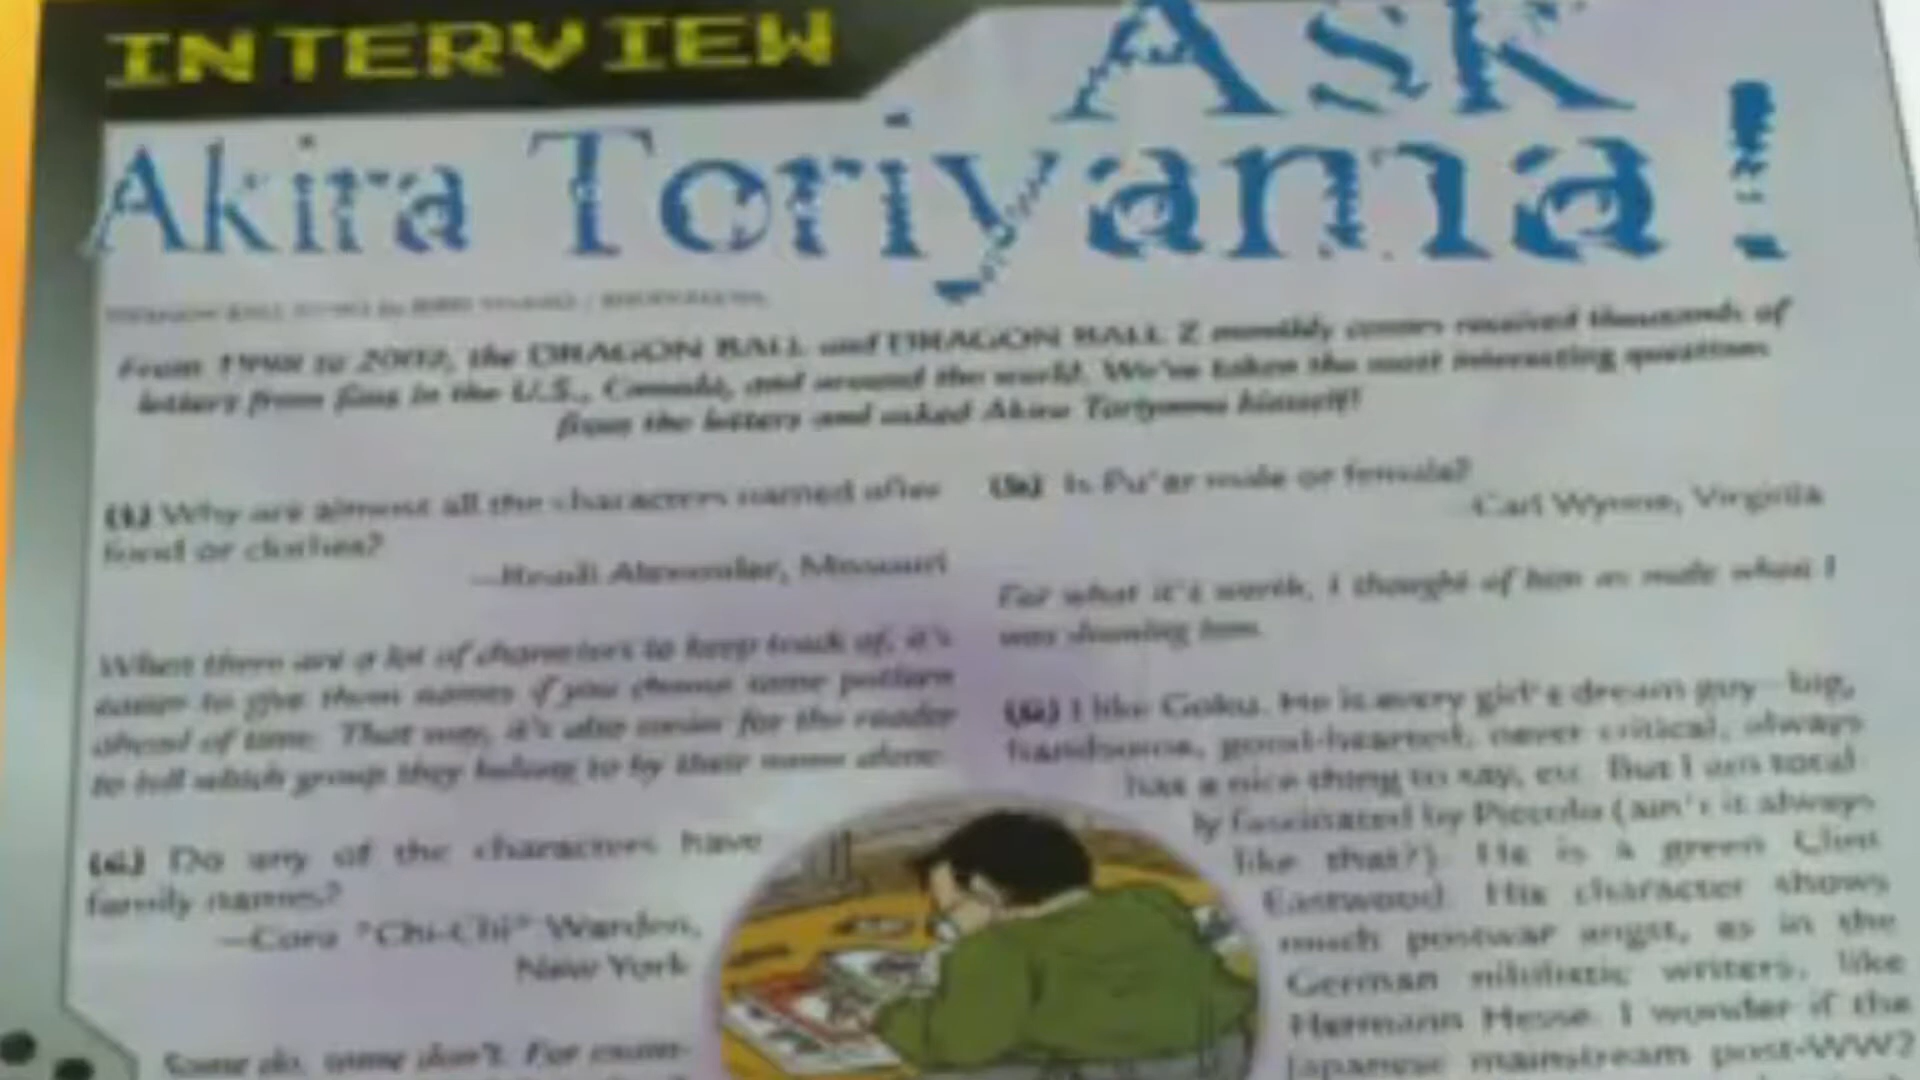 INTERVIEW
Ask
Akira Toriyama!
From 1998 to 2002, the DRAGON BALL and DRAGON BALL Z monthly comics received thousands of
letters from fans in the U.S., Canada, and around the world. We've taken the most interesting questions
from the letters and asked Akira Toriyama himself!
(1) Why are almost all the characters named after
food or clothes?
—Heidi Alexander, Missouri
When there are a lot of characters to keep track of, it's
easier to give them names if you choose some pattern
ahead of time. That way, it's also easier for the reader
to tell which group they belong to by their name alone.
Do any of the characters have
family names?
—Cora "Chi-Chi" Warden,
New York
Some do, some don't. For exam-
Is Pu'ar male or female?
Carl Wynne, Virginia
For what it's worth, I thought of him as male when I
was drawing him.
I like Goku. He is every girl's dream guy—big,
handsome, good-hearted, never critical, always
has a nice thing to say, etc. But I am total-
ly fascinated by Piccolo (ain't it always
like that?). He is a green Clint
Eastwood. His character shows
much postwar angst, as in the
German nihilistic writers, like
Hermann Hesse. I wonder if the
Japanese mainstream post-WW2